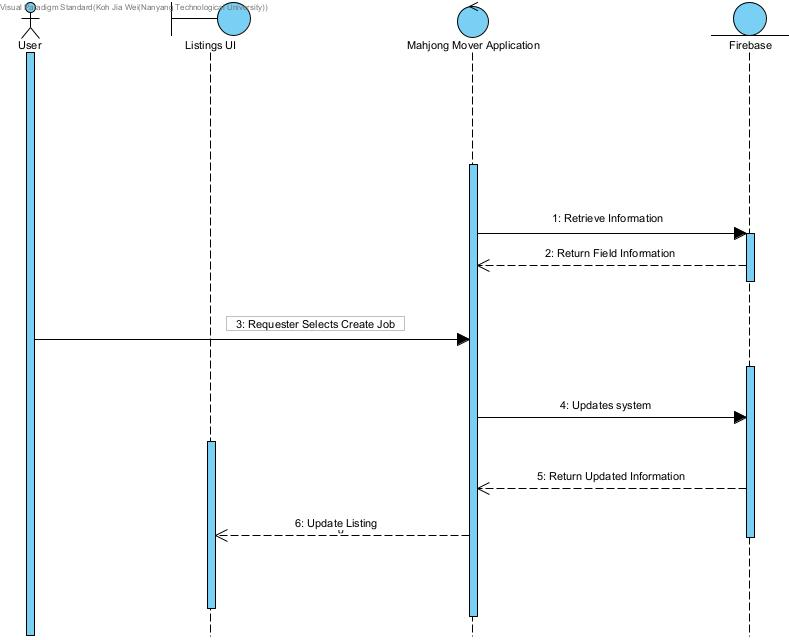 Visual Paradigm Standard(Koh Jia Wei(Nanyang Technological University))
User
Listings UI
Mahjong Mover Application
Firebase
1: Retrieve Information
2: Return Field Information
3: Requester Selects Create Job
4: Updates system
5: Return Updated Information
6: Update Listing